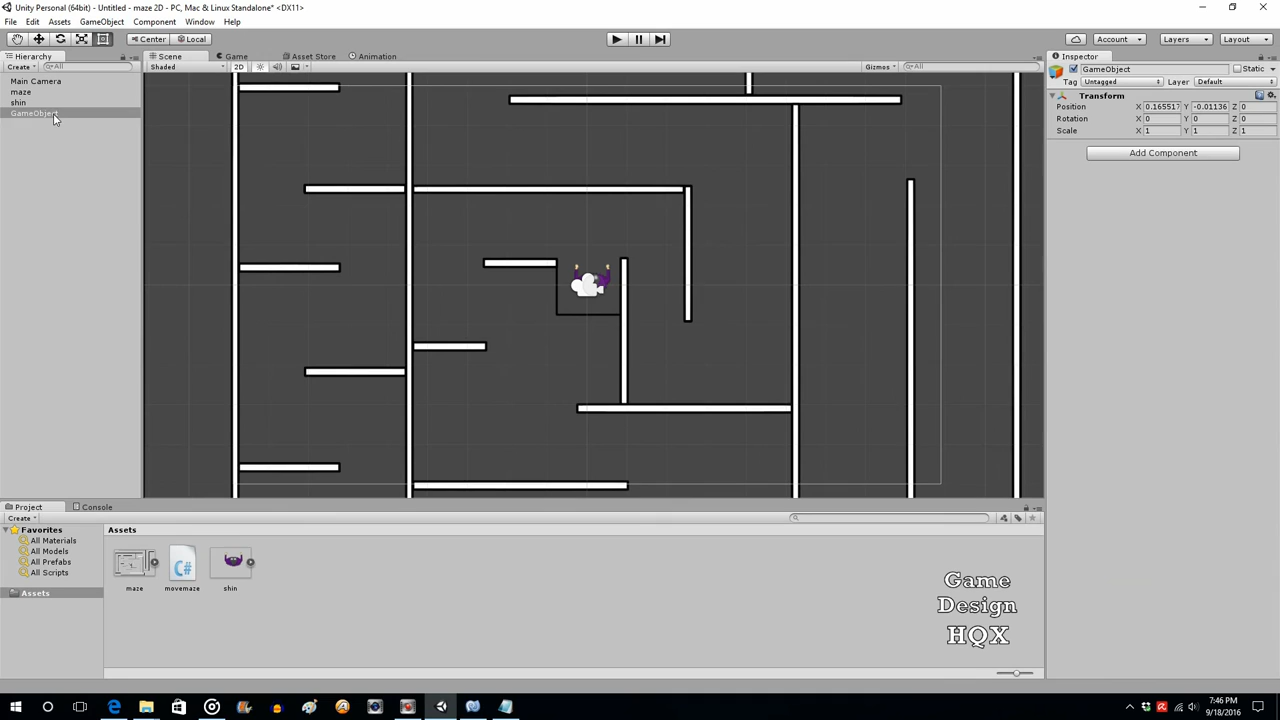 Unity Personal (64bit) - Untitled - maze 2D - PC, Mac & Linux Standalone* <DX11>
File Edit Assets GameObject Component Window Help
Center Local Account Layers Layout
Hierarchy Scene Game Asset Store Animation Inspector
Create All Shaded 2D Gizmos All
GameObject Static
Main Camera
maze
shin
GameObject
Tag Untagged Layer Default
Transform
Position X 0.165517 Y -0.01136 Z 0
Rotation X 0 Y 0 Z 0
Scale X 1 Y 1 Z 1
Add Component
Project Console
Create
Favorites
All Materials
All Models
All Prefabs
All Scripts
Assets
Assets
C#
maze movemaze shin
Game
Design
HQX
7:46 PM
9/18/2016